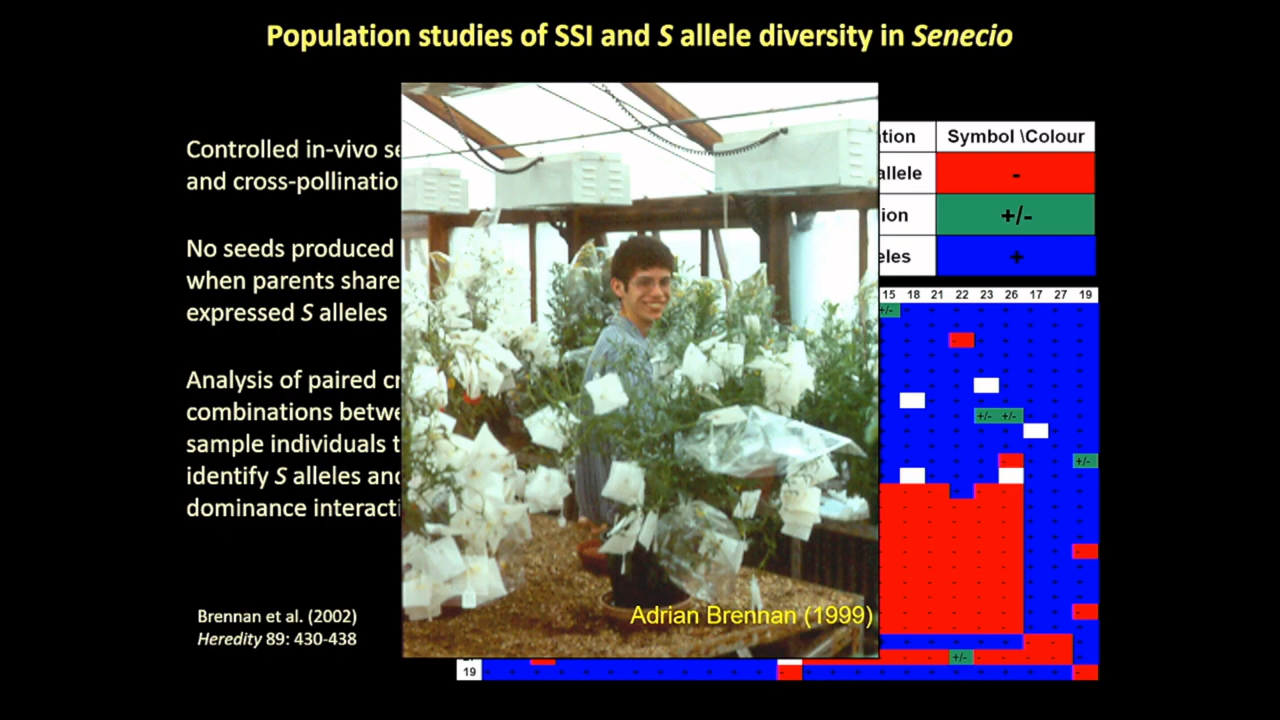 Population studies of SSI and S allele diversity in Senecio
Controlled in-vivo se
and cross-pollinatio
No seeds produced
when parents share
expressed S alleles
Analysis of paired cr
combinations betwe
sample individuals t
identify S alleles and
dominance interacti
Brennan et al. (2002)
Heredity 89: 430-438
Adrian Brennan (1999)
tion Symbol \Colour
allele -
ion +/-
eles +
15 18 21 22 23 26 17 27 19
+/-
+/- +/-
+/-
+/-
19